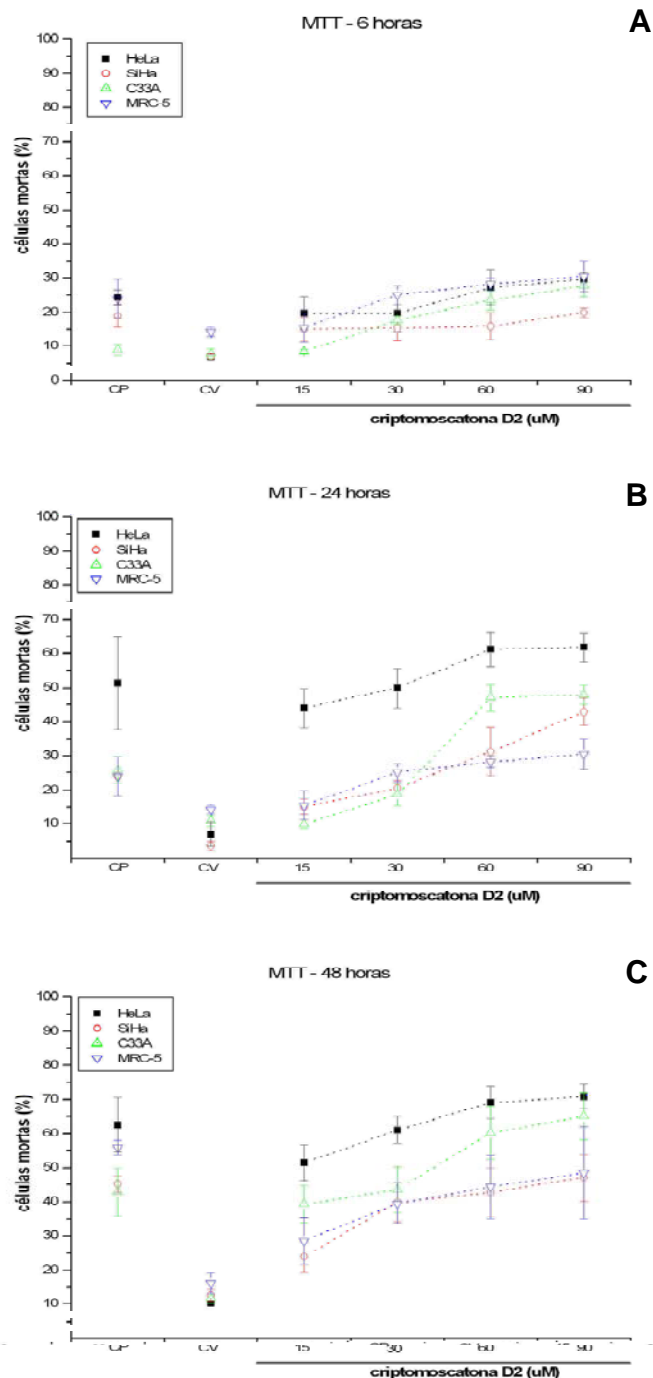 MTT - 6 horas
A
HeLa
SiHa
C33A
MRC-5
células mortas (%)
100
90
80
70
60
50
40
30
20
10
0
CP
CV
15
30
60
90
criptomoscatona D2 (uM)
MTT - 24 horas
B
HeLa
SiHa
C33A
MRC-5
células mortas (%)
100
90
80
70
60
50
40
30
20
10
CP
CV
15
30
60
90
criptomoscatona D2 (uM)
MTT - 48 horas
C
HeLa
SiHa
C33A
MRC-5
células mortas (%)
100
90
80
70
60
50
40
30
20
10
CP
CV
15
30
60
90
criptomoscatona D2 (uM)